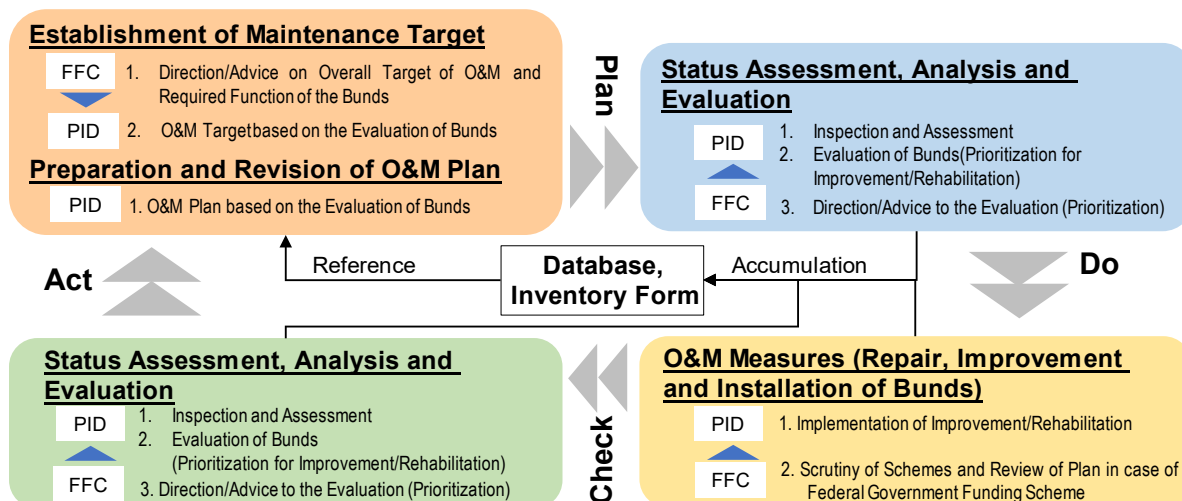 Establishment of Maintenance Target
FFC
1. Direction/Advice on Overall Target of O&M and
Required Function of the Bunds
PID
2. O&M Target based on the Evaluation of Bunds
Preparation and Revision of O&M Plan
PID
1. O&M Plan based on the Evaluation of Bunds
Plan
Status Assessment, Analysis and
Evaluation
PID
1. Inspection and Assessment
2. Evaluation of Bunds(Prioritization for
Improvement/Rehabilitation)
FFC
3. Direction/Advice to the Evaluation (Prioritization)
Act
Reference
Database,
Inventory Form
Accumulation
Do
Status Assessment, Analysis and
Evaluation
PID
1. Inspection and Assessment
2. Evaluation of Bunds
(Prioritization for Improvement/Rehabilitation)
FFC
3. Direction/Advice to the Evaluation (Prioritization)
Check
O&M Measures (Repair, Improvement
and Installation of Bunds)
PID
1. Implementation of Improvement/Rehabilitation
FFC
2. Scrutiny of Schemes and Review of Plan in case of
Federal Government Funding Scheme